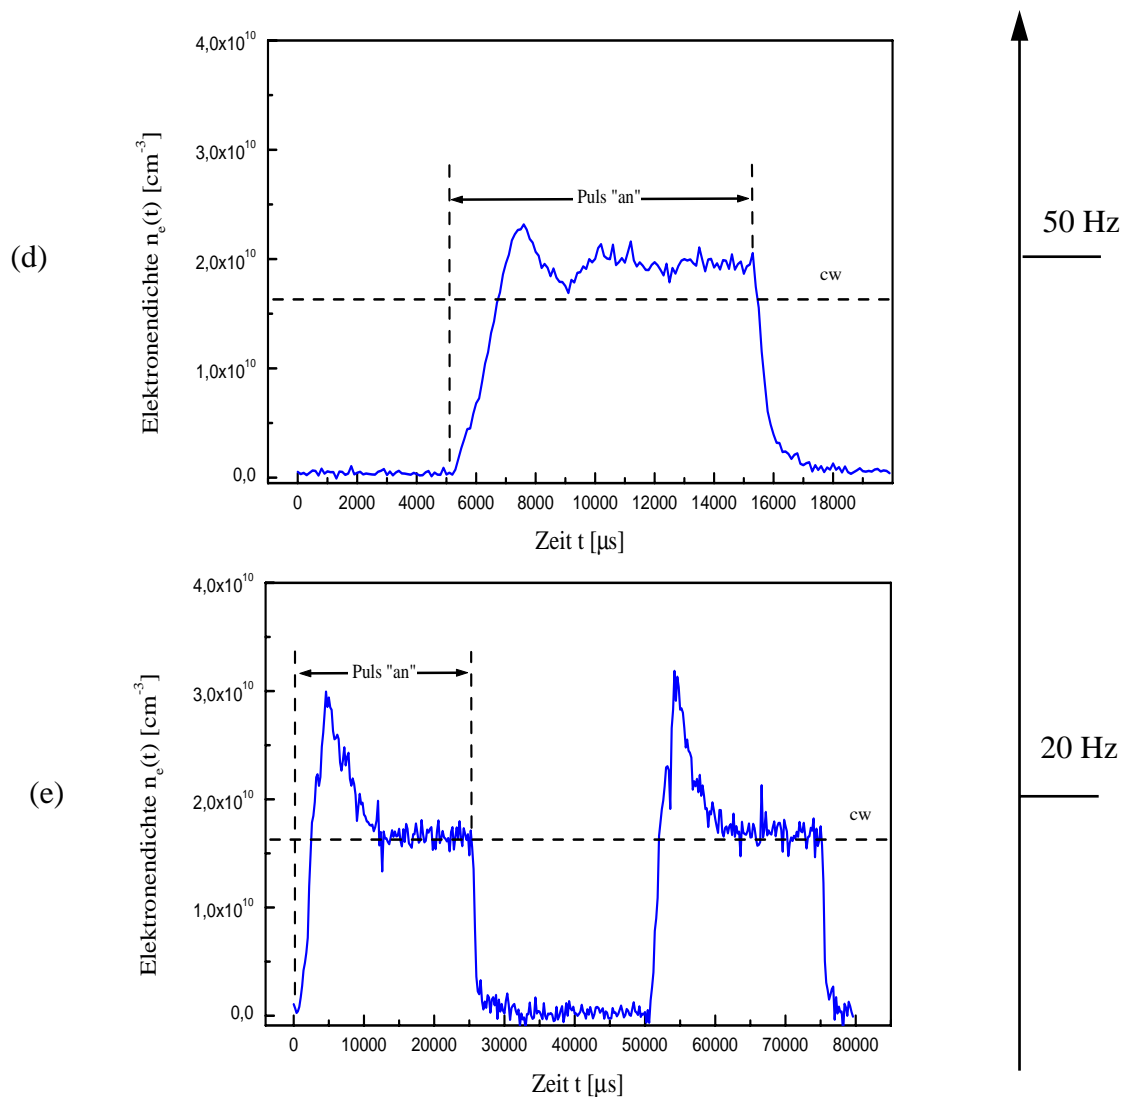 (d)
Elektronendichte n_e(t) [cm^-3]
4,0x10^10
3,0x10^10
2,0x10^10
1,0x10^10
0,0
Puls "an"
cw
0 2000 4000 6000 8000 10000 12000 14000 16000 18000
Zeit t [µs]
50 Hz
(e)
Elektronendichte n_e(t) [cm^-3]
4,0x10^10
3,0x10^10
2,0x10^10
1,0x10^10
0,0
Puls "an"
cw
0 10000 20000 30000 40000 50000 60000 70000 80000
Zeit t [µs]
20 Hz